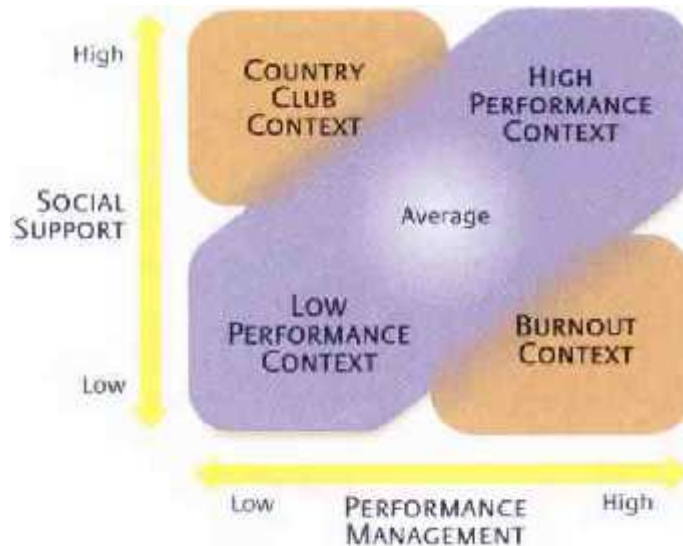 High
COUNTRY
CLUB
CONTEXT
HIGH
PERFORMANCE
CONTEXT
SOCIAL
SUPPORT
Average
LOW
PERFORMANCE
CONTEXT
BURNOUT
CONTEXT
Low
Low
PERFORMANCE
MANAGEMENT
High